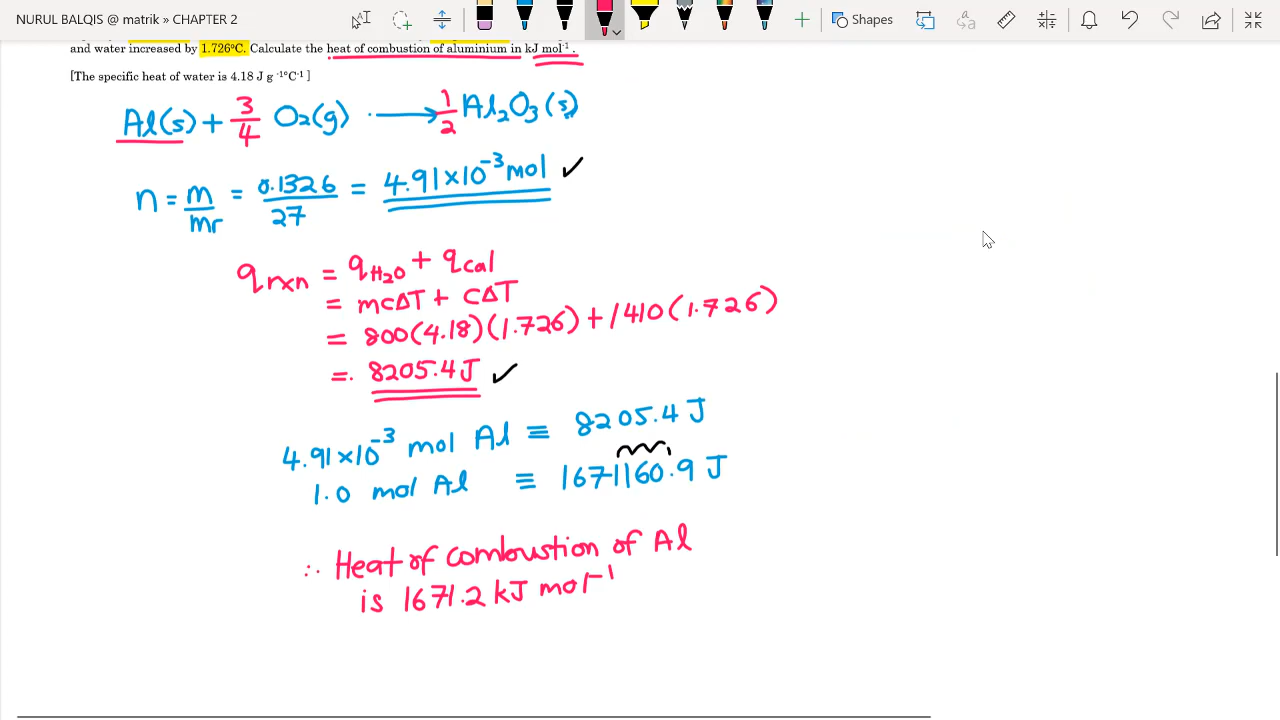 NURUL BALQIS @ matrik » CHAPTER 2
Shapes
and water increased by 1.726°C. Calculate the heat of combustion of aluminium in kJ mol⁻¹.
[The specific heat of water is 4.18 J g⁻¹°C⁻¹ ]
Al(s) + 3/4 O₂(g) → 1/2 Al₂O₃(s)
n = m/mr = 0.1326/27 = 4.91×10⁻³ mol ✓
qrxn = qH₂O + qcal
= mcΔT + CΔT
= 800(4.18)(1.726) + 1410(1.726)
=. 8205.4 J ✓
4.91×10⁻³ mol Al ≡ 8205.4 J
1.0 mol Al ≡ 1671160.9 J
∴ Heat of combustion of Al
is 1671.2 kJ mol⁻¹